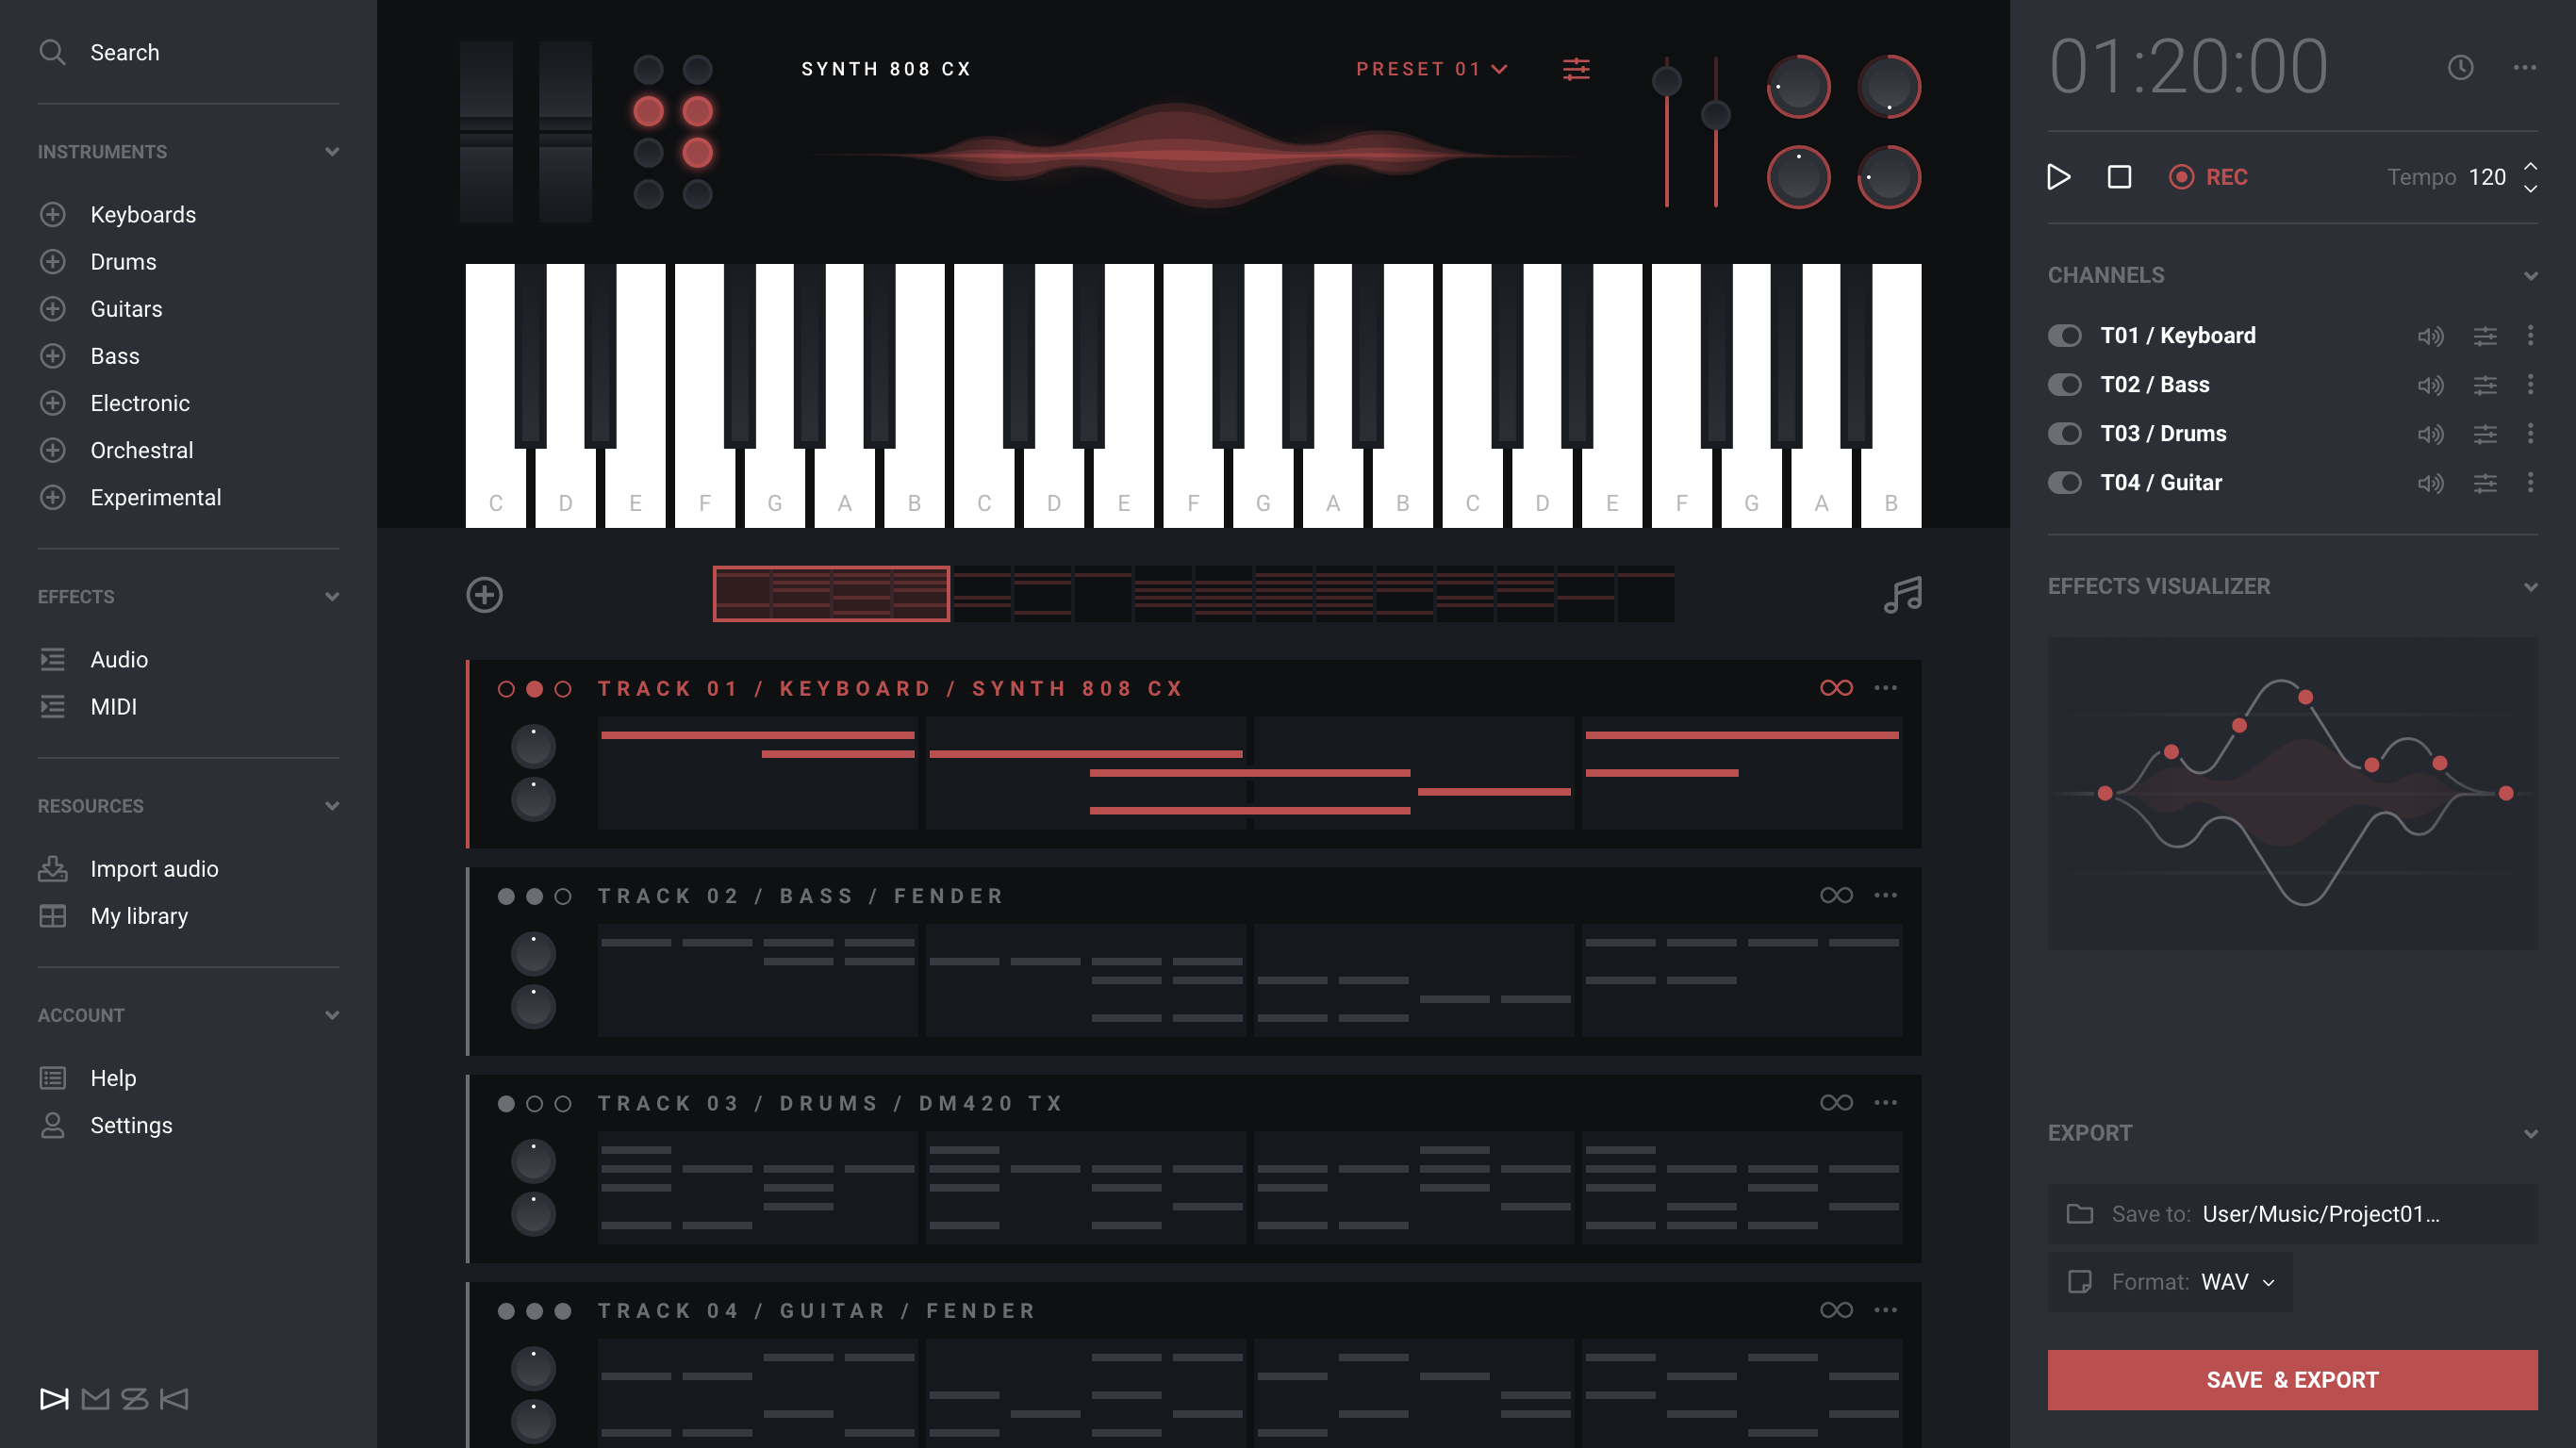 Search
INSTRUMENTS
Keyboards
Drums
Guitars
Bass
Electronic
Orchestral
Experimental
EFFECTS
Audio
MIDI
RESOURCES
Import audio
My library
ACCOUNT
Help
Settings
SYNTH 808 CX
PRESET 01
C D E F G A B C D E F G A B C D E F G A B
TRACK 01 / KEYBOARD / SYNTH 808 CX
TRACK 02 / BASS / FENDER
TRACK 03 / DRUMS / DM420 TX
TRACK 04 / GUITAR / FENDER
01:20:00
REC Tempo 120
CHANNELS
T01 / Keyboard
T02 / Bass
T03 / Drums
T04 / Guitar
EFFECTS VISUALIZER
EXPORT
Save to: User/Music/Project01...
Format: WAV
SAVE & EXPORT